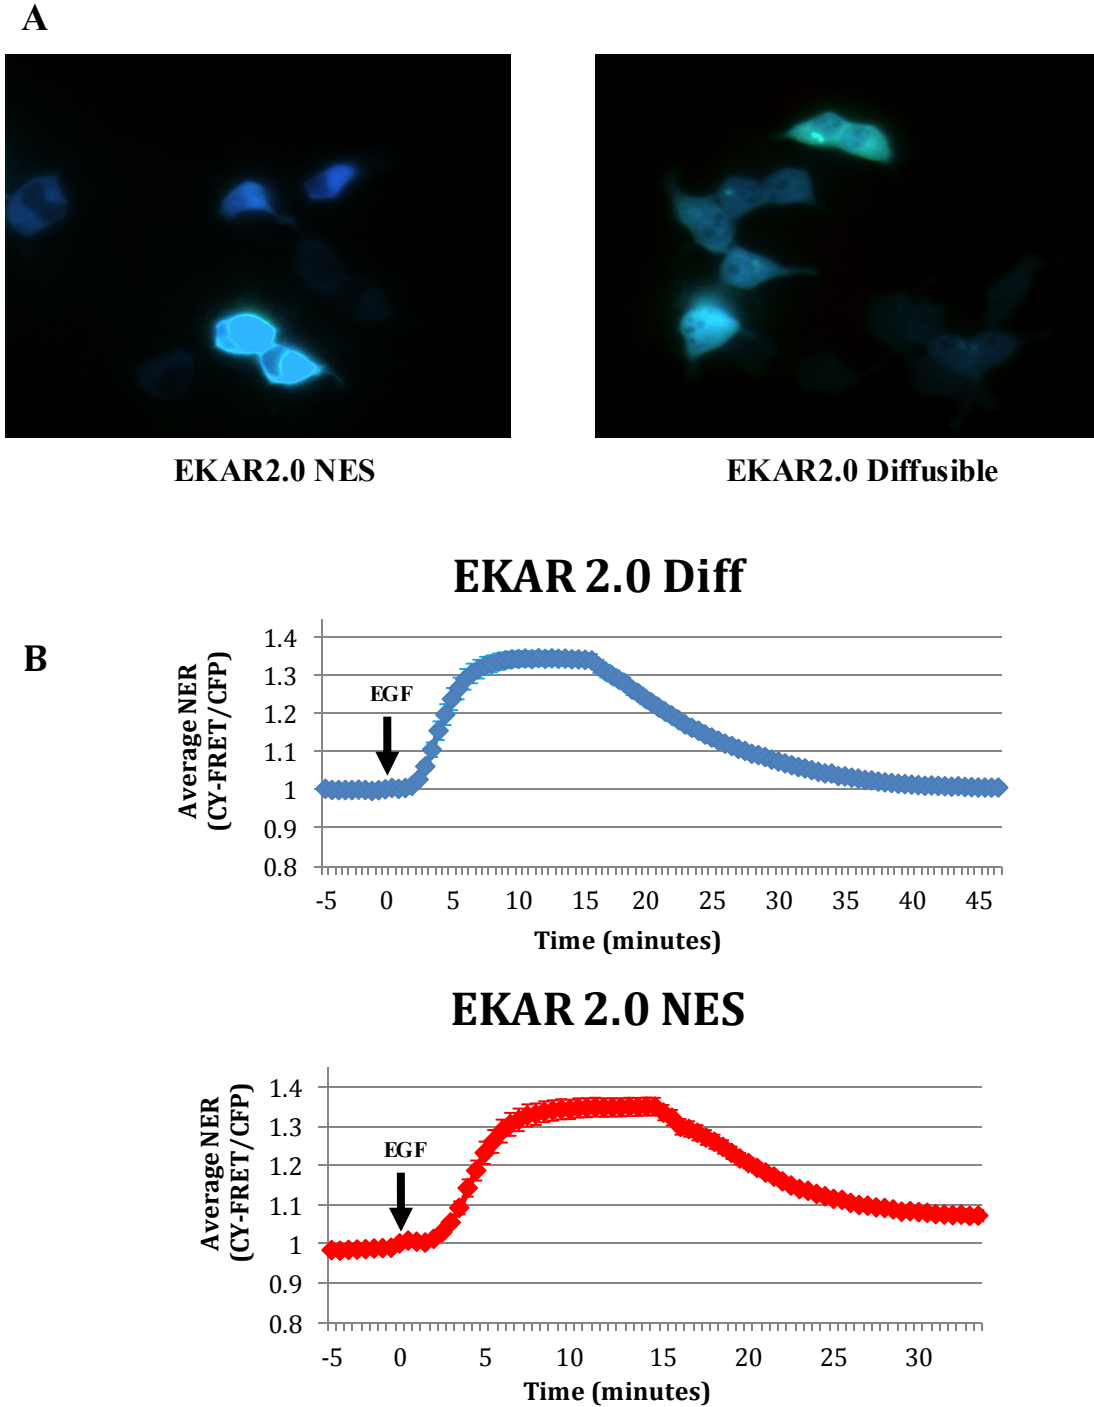 A
EKAR2.0 NES
EKAR2.0 Diffusible
EKAR 2.0 Diff
B
Average NER
(CY-FRET/CFP)
1.4
1.3
1.2
1.1
1
0.9
0.8
EGF
-5 0 5 10 15 20 25 30 35 40 45
Time (minutes)
EKAR 2.0 NES
Average NER
(CY-FRET/CFP)
1.4
1.3
1.2
1.1
1
0.9
0.8
EGF
-5 0 5 10 15 20 25 30
Time (minutes)